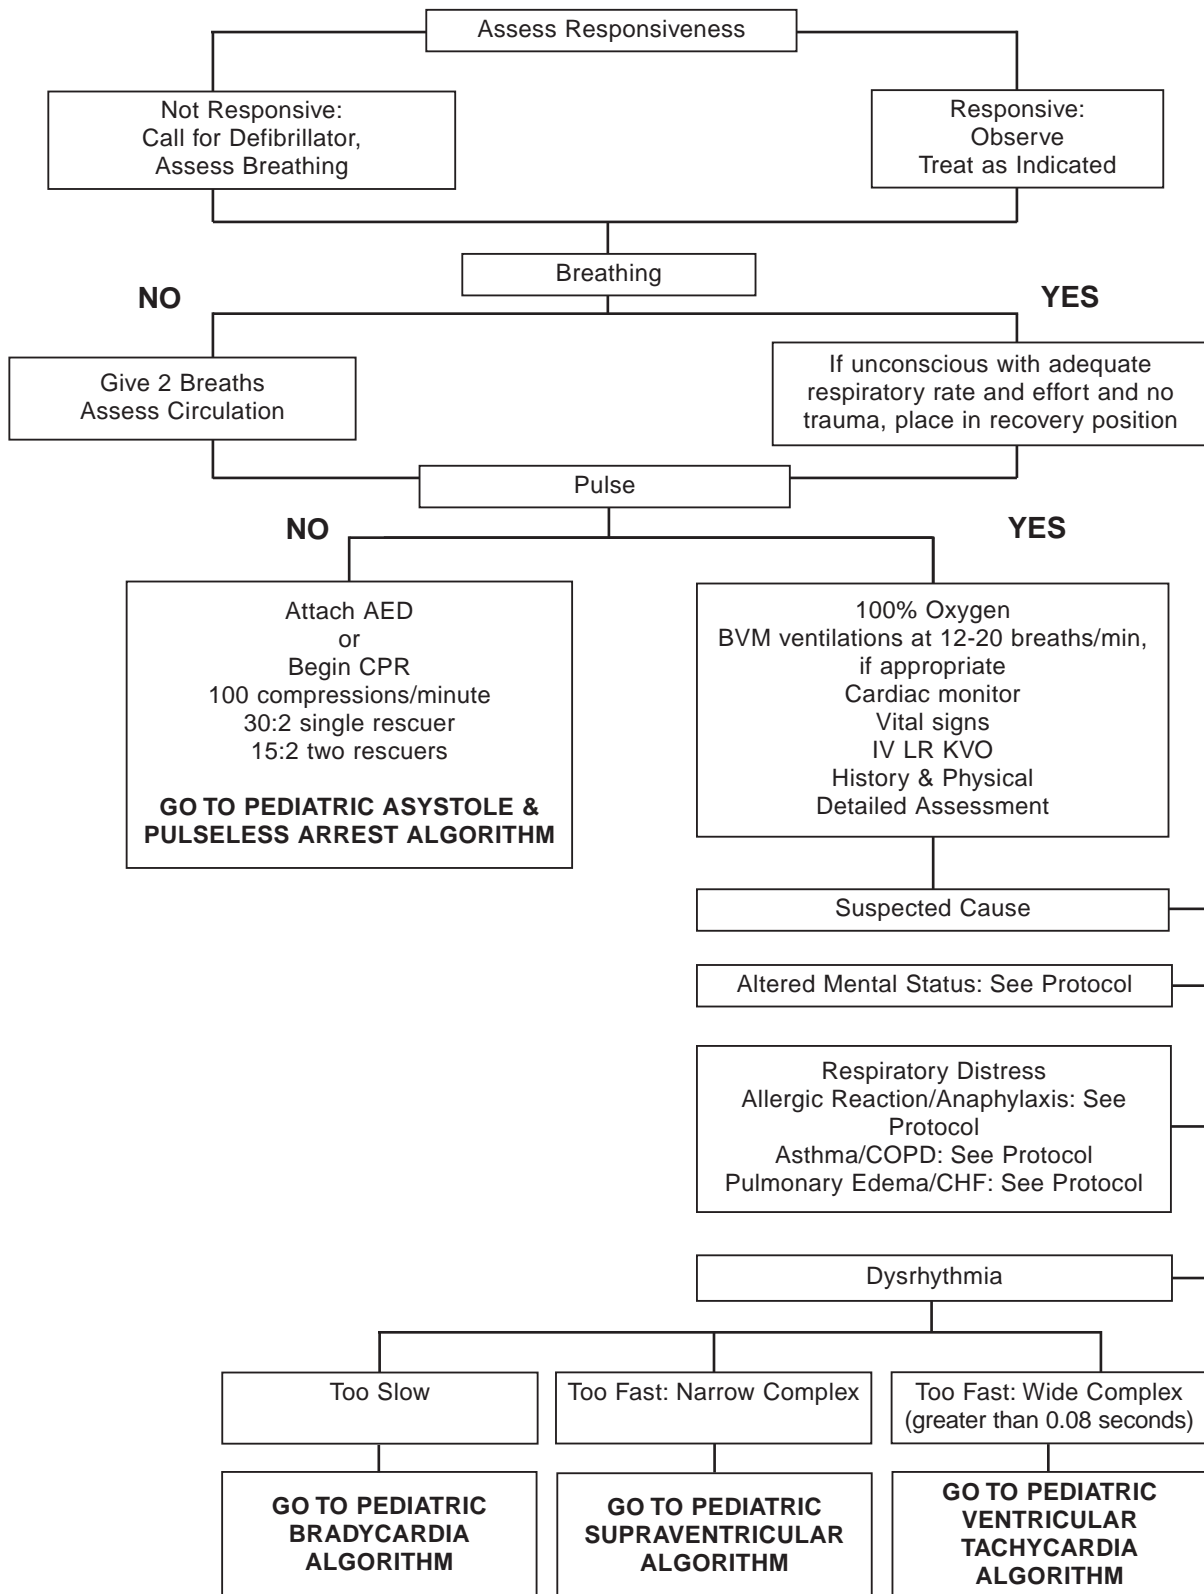 Assess Responsiveness
Not Responsive:
Call for Defibrillator,
Assess Breathing
Responsive:
Observe
Treat as Indicated
Breathing
NO
YES
Give 2 Breaths
Assess Circulation
If unconscious with adequate
respiratory rate and effort and no
trauma, place in recovery position
Pulse
NO
YES
Attach AED
or
Begin CPR
100 compressions/minute
30:2 single rescuer
15:2 two rescuers
GO TO PEDIATRIC ASYSTOLE &
PULSELESS ARREST ALGORITHM
100% Oxygen
BVM ventilations at 12-20 breaths/min,
if appropriate
Cardiac monitor
Vital signs
IV LR KVO
History & Physical
Detailed Assessment
Suspected Cause
Altered Mental Status: See Protocol
Respiratory Distress
Allergic Reaction/Anaphylaxis: See
Protocol
Asthma/COPD: See Protocol
Pulmonary Edema/CHF: See Protocol
Dysrhythmia
Too Slow
Too Fast: Narrow Complex
Too Fast: Wide Complex
(greater than 0.08 seconds)
GO TO PEDIATRIC
BRADYCARDIA
ALGORITHM
GO TO PEDIATRIC
SUPRAVENTRICULAR
ALGORITHM
GO TO PEDIATRIC
VENTRICULAR
TACHYCARDIA
ALGORITHM